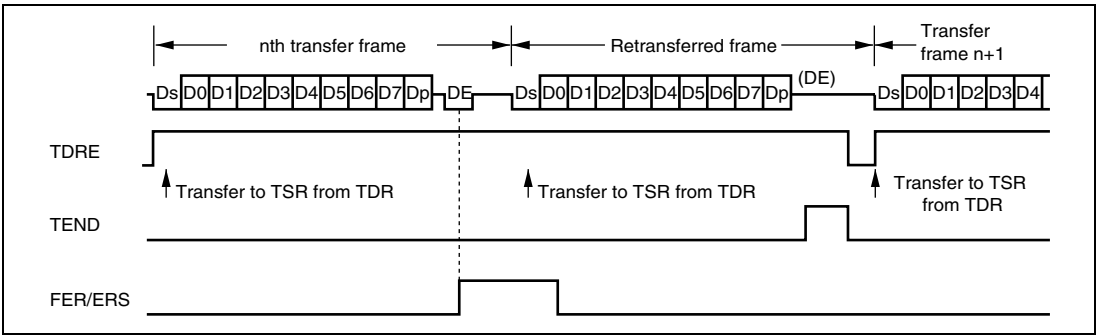 nth transfer frame
Retransferred frame
Transfer
frame n+1
Ds D0 D1 D2 D3 D4 D5 D6 D7 Dp DE Ds D0 D1 D2 D3 D4 D5 D6 D7 Dp (DE) Ds D0 D1 D2 D3 D4
TDRE
Transfer to TSR from TDR
Transfer to TSR from TDR
Transfer to TSR
from TDR
TEND
FER/ERS